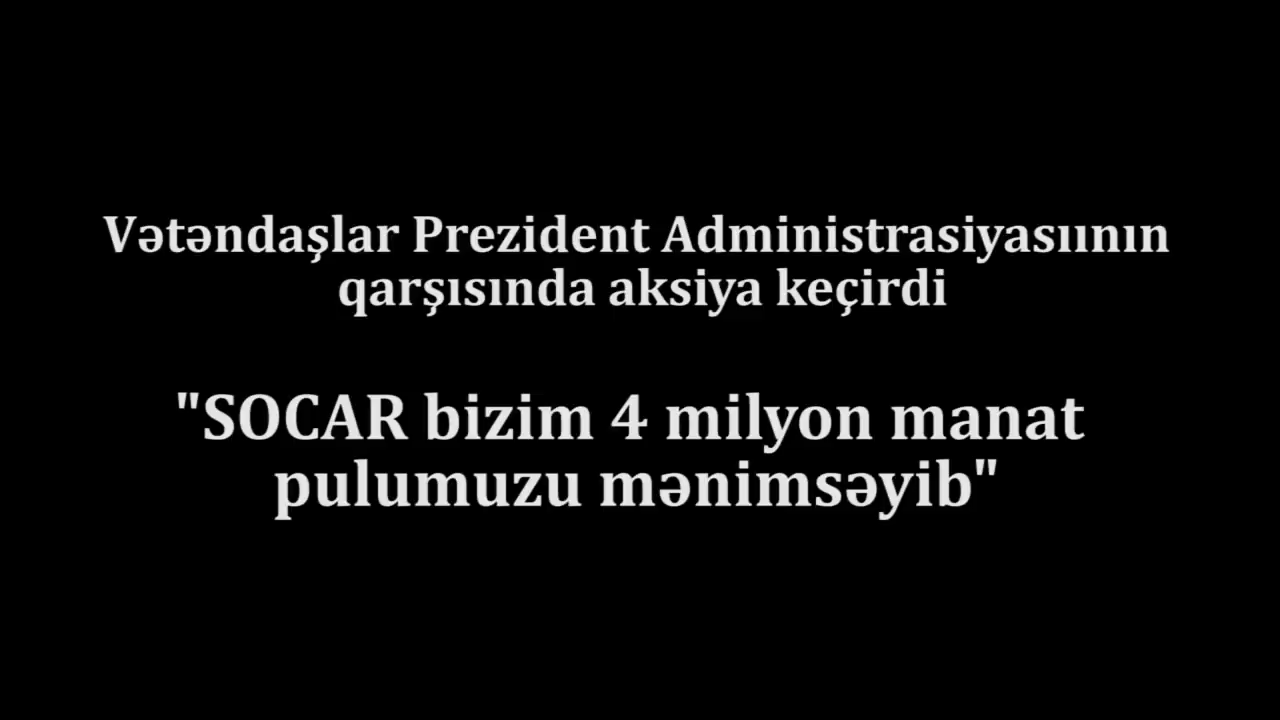 Vətəndaşlar Prezident Administrasiyasıının
qarşısında aksiya keçirdi
"SOCAR bizim 4 milyon manat
pulumuzu mənimsəyib"